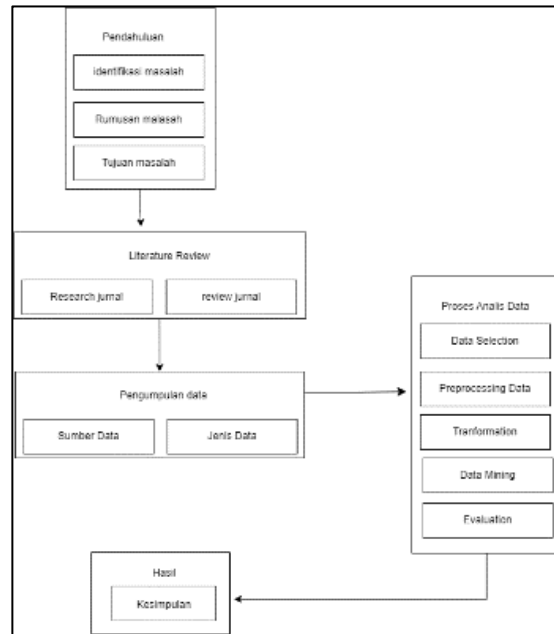 Pendahuluan
identifikasi masalah
Rumusan malasah
Tujuan masalah
Literature Review
Research jurnal
review jurnal
Pengumpulan data
Sumber Data
Jenis Data
Proses Analis Data
Data Selection
Preprocessing Data
Tranformation
Data Mining
Evaluation
Hasil
Kesimpulan